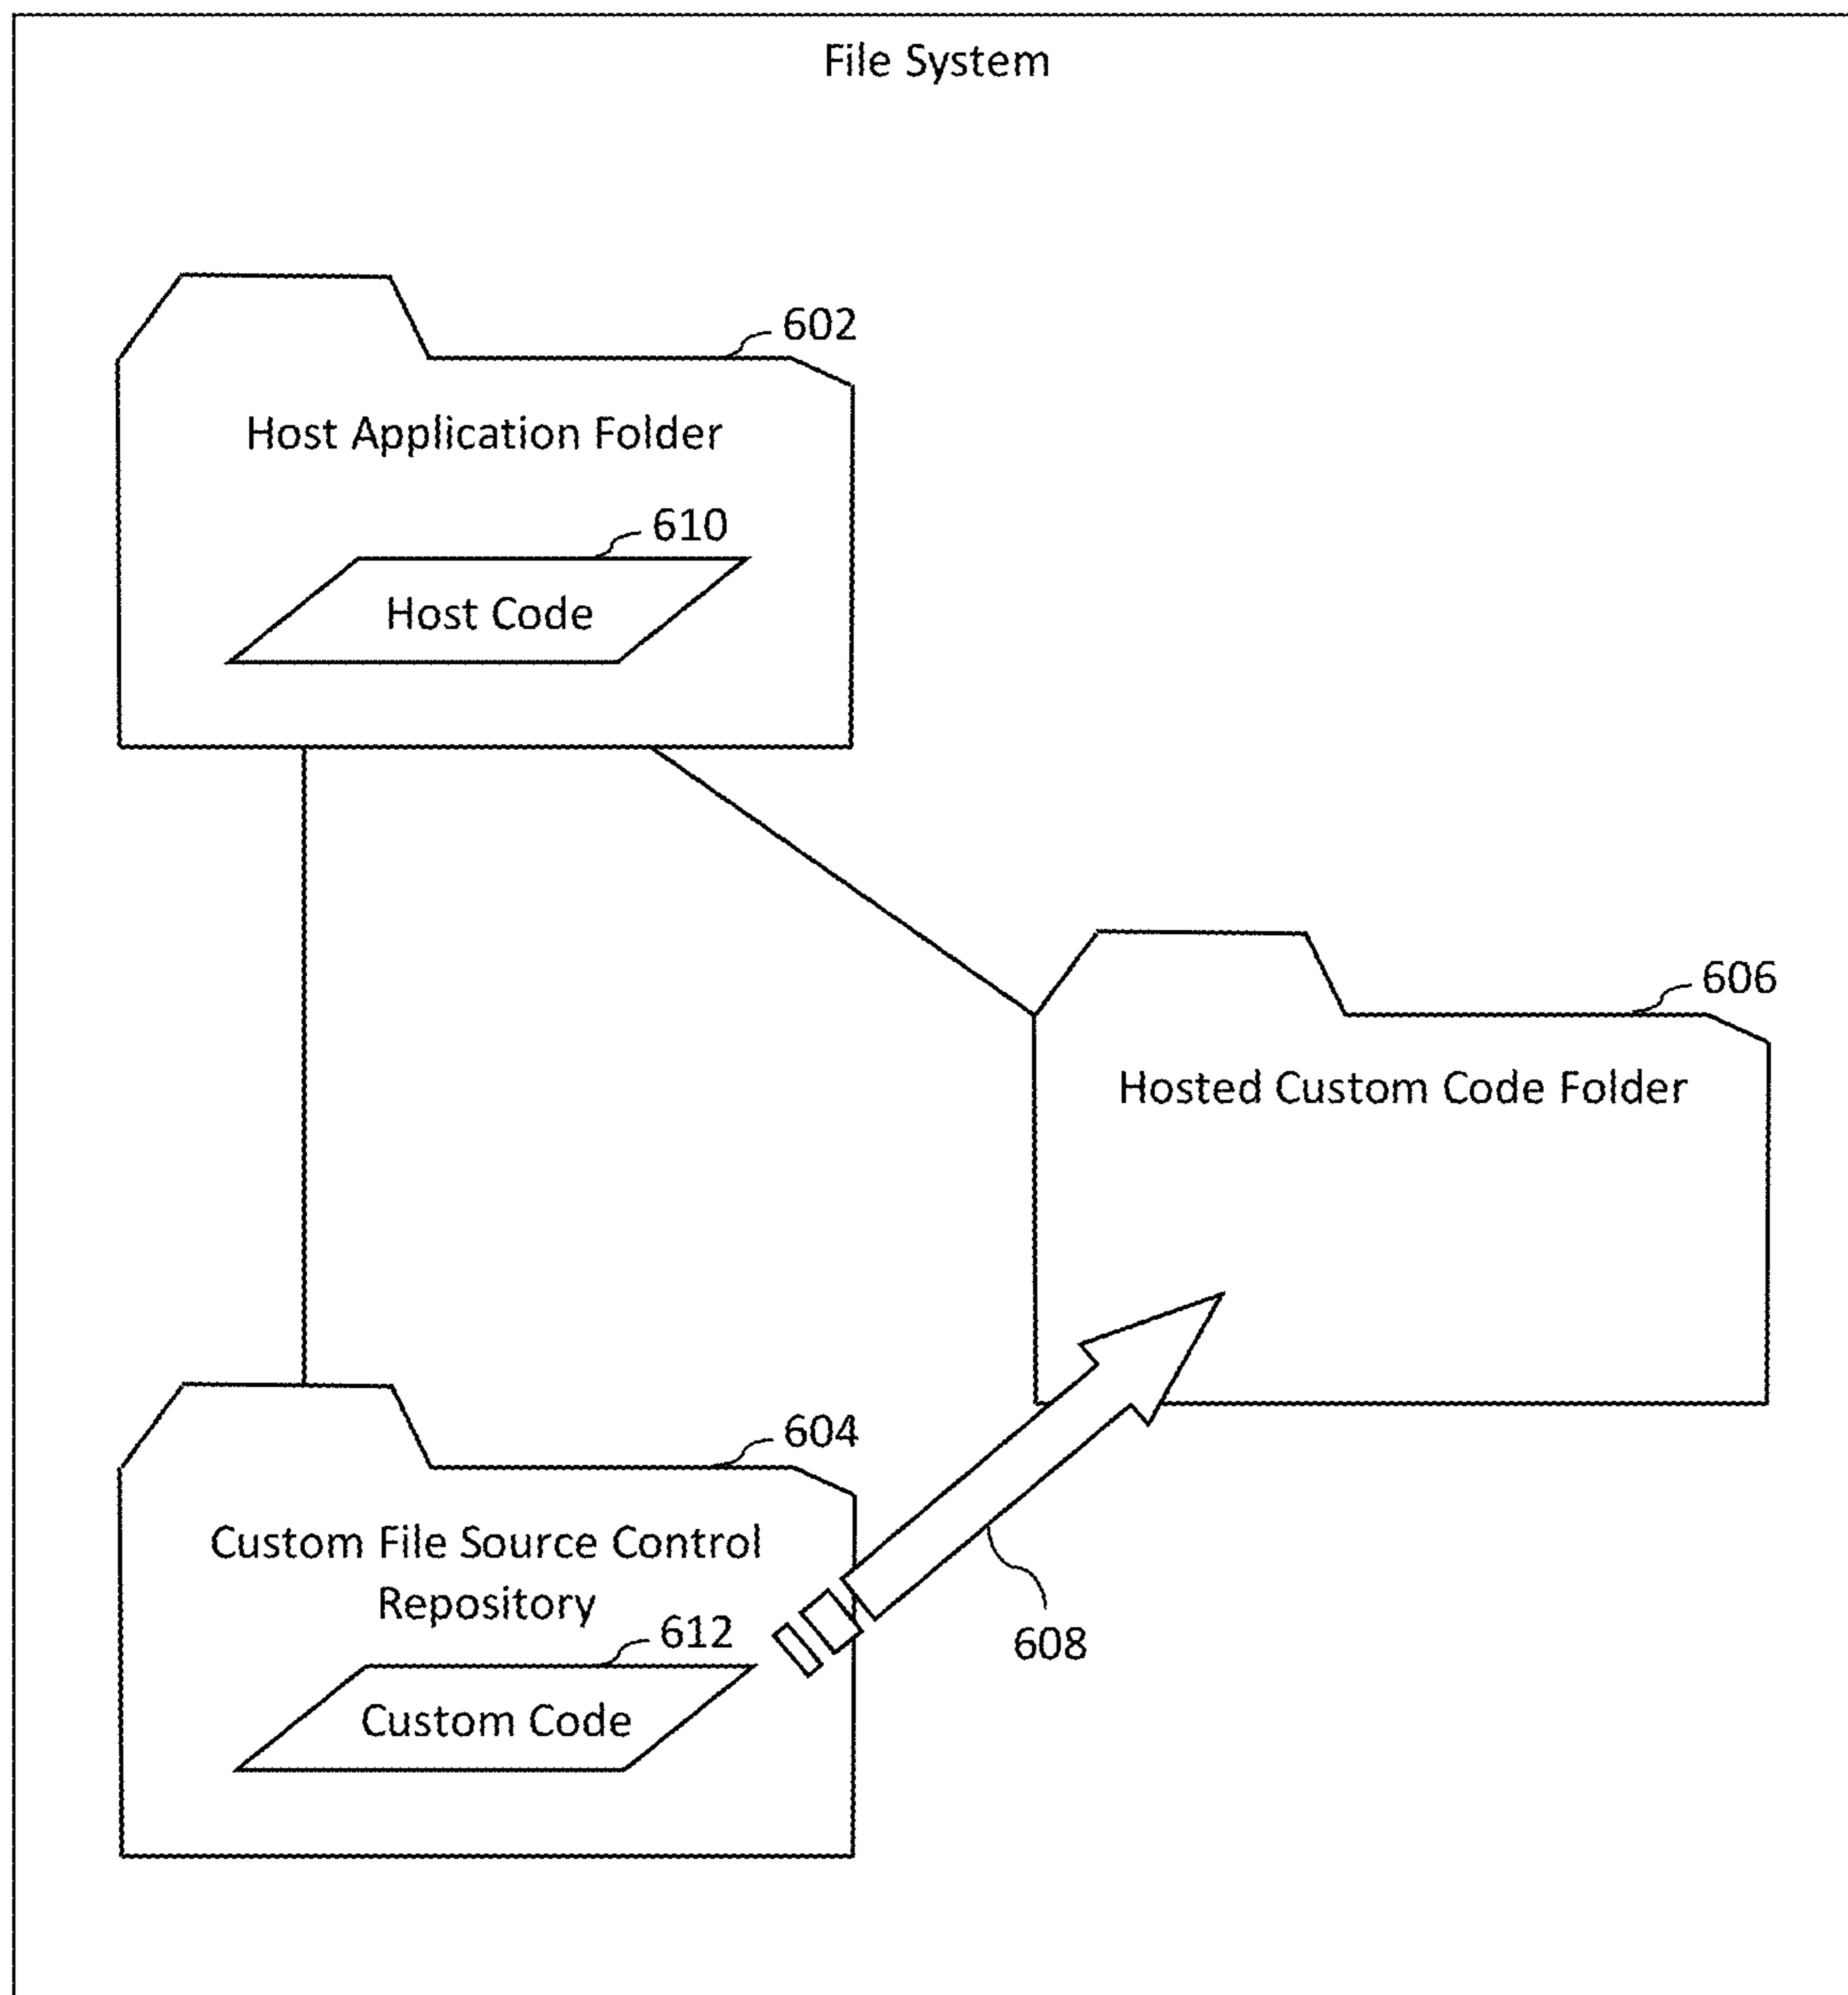 File System
602
Host Application Folder
610
Host Code
606
Hosted Custom Code Folder
604
Custom File Source Control
Repository
612
Custom Code
608